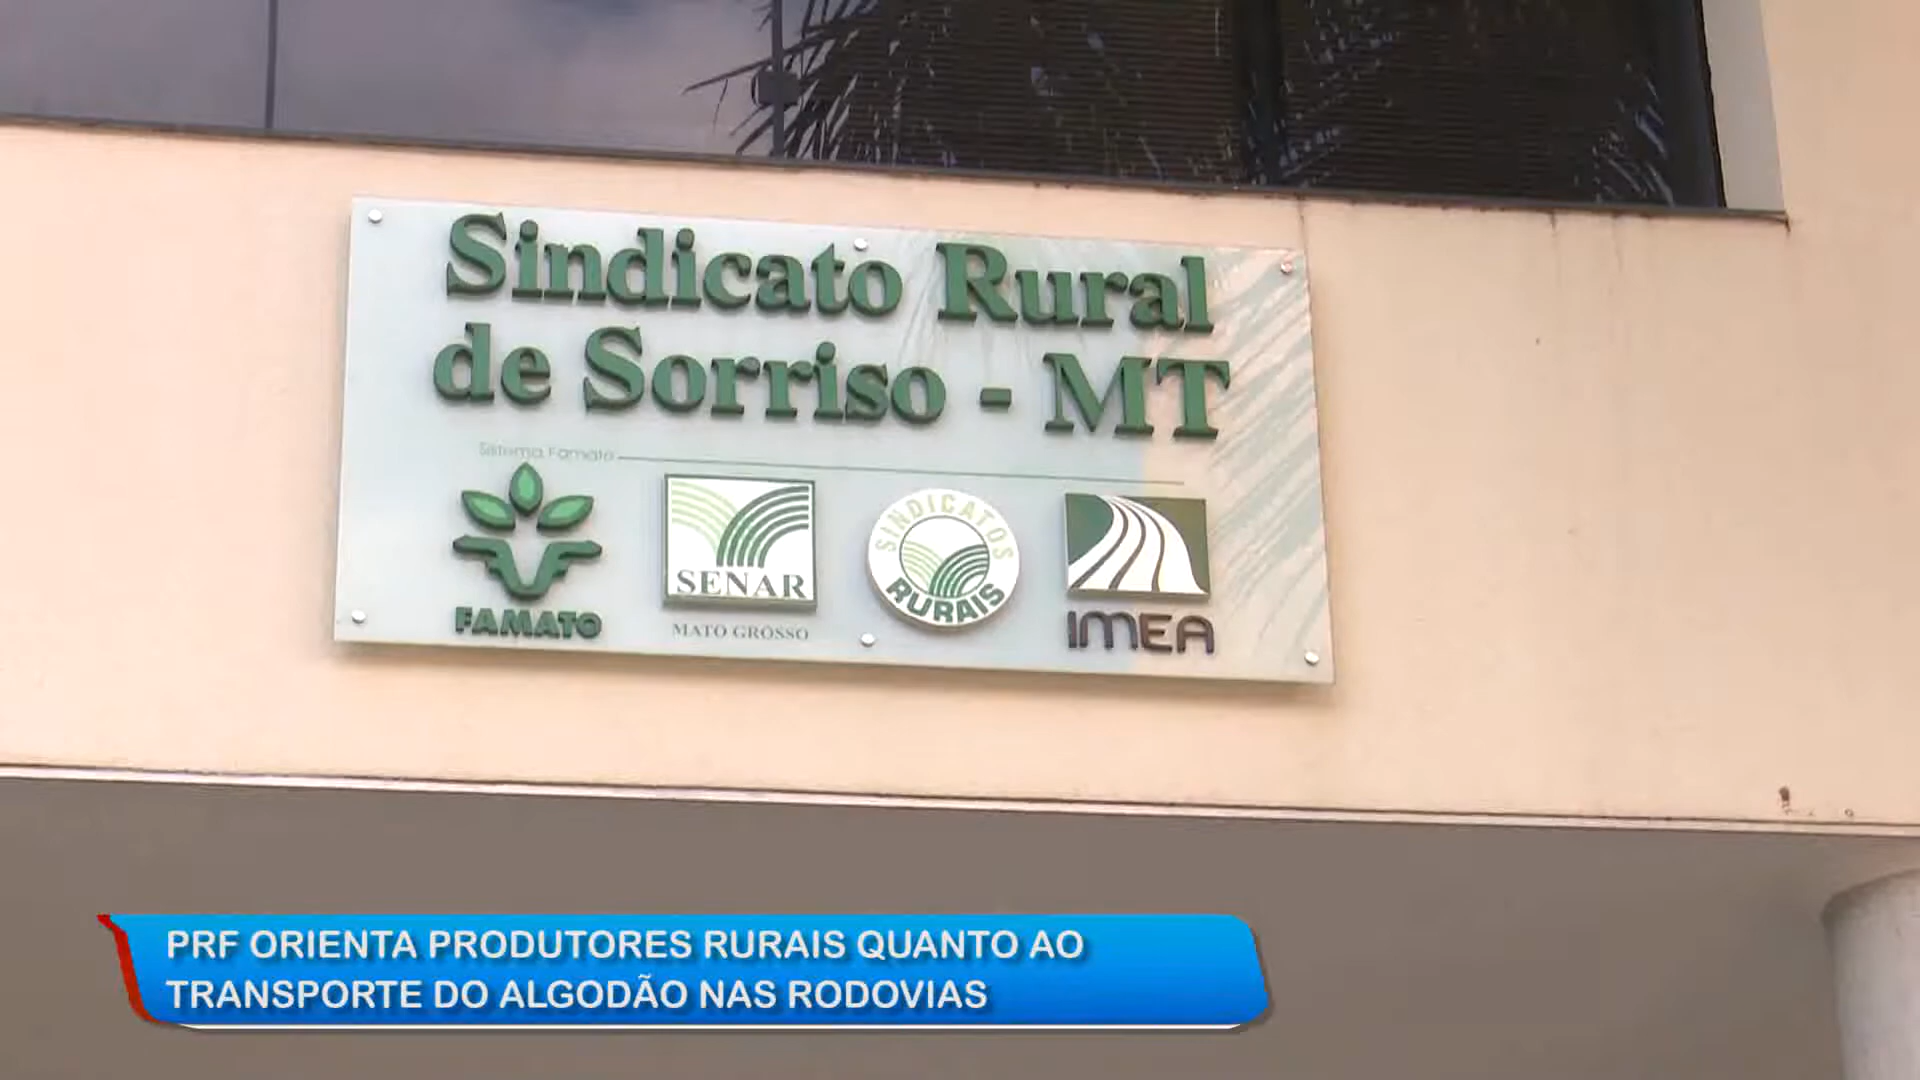 Sindicato Rural
de Sorriso - MT
Sistema Famato
FAMATO
SENAR
MATO GROSSO
SINDICATOS
RURAIS
IMEA
PRF ORIENTA PRODUTORES RURAIS QUANTO AO
TRANSPORTE DO ALGODÃO NAS RODOVIAS